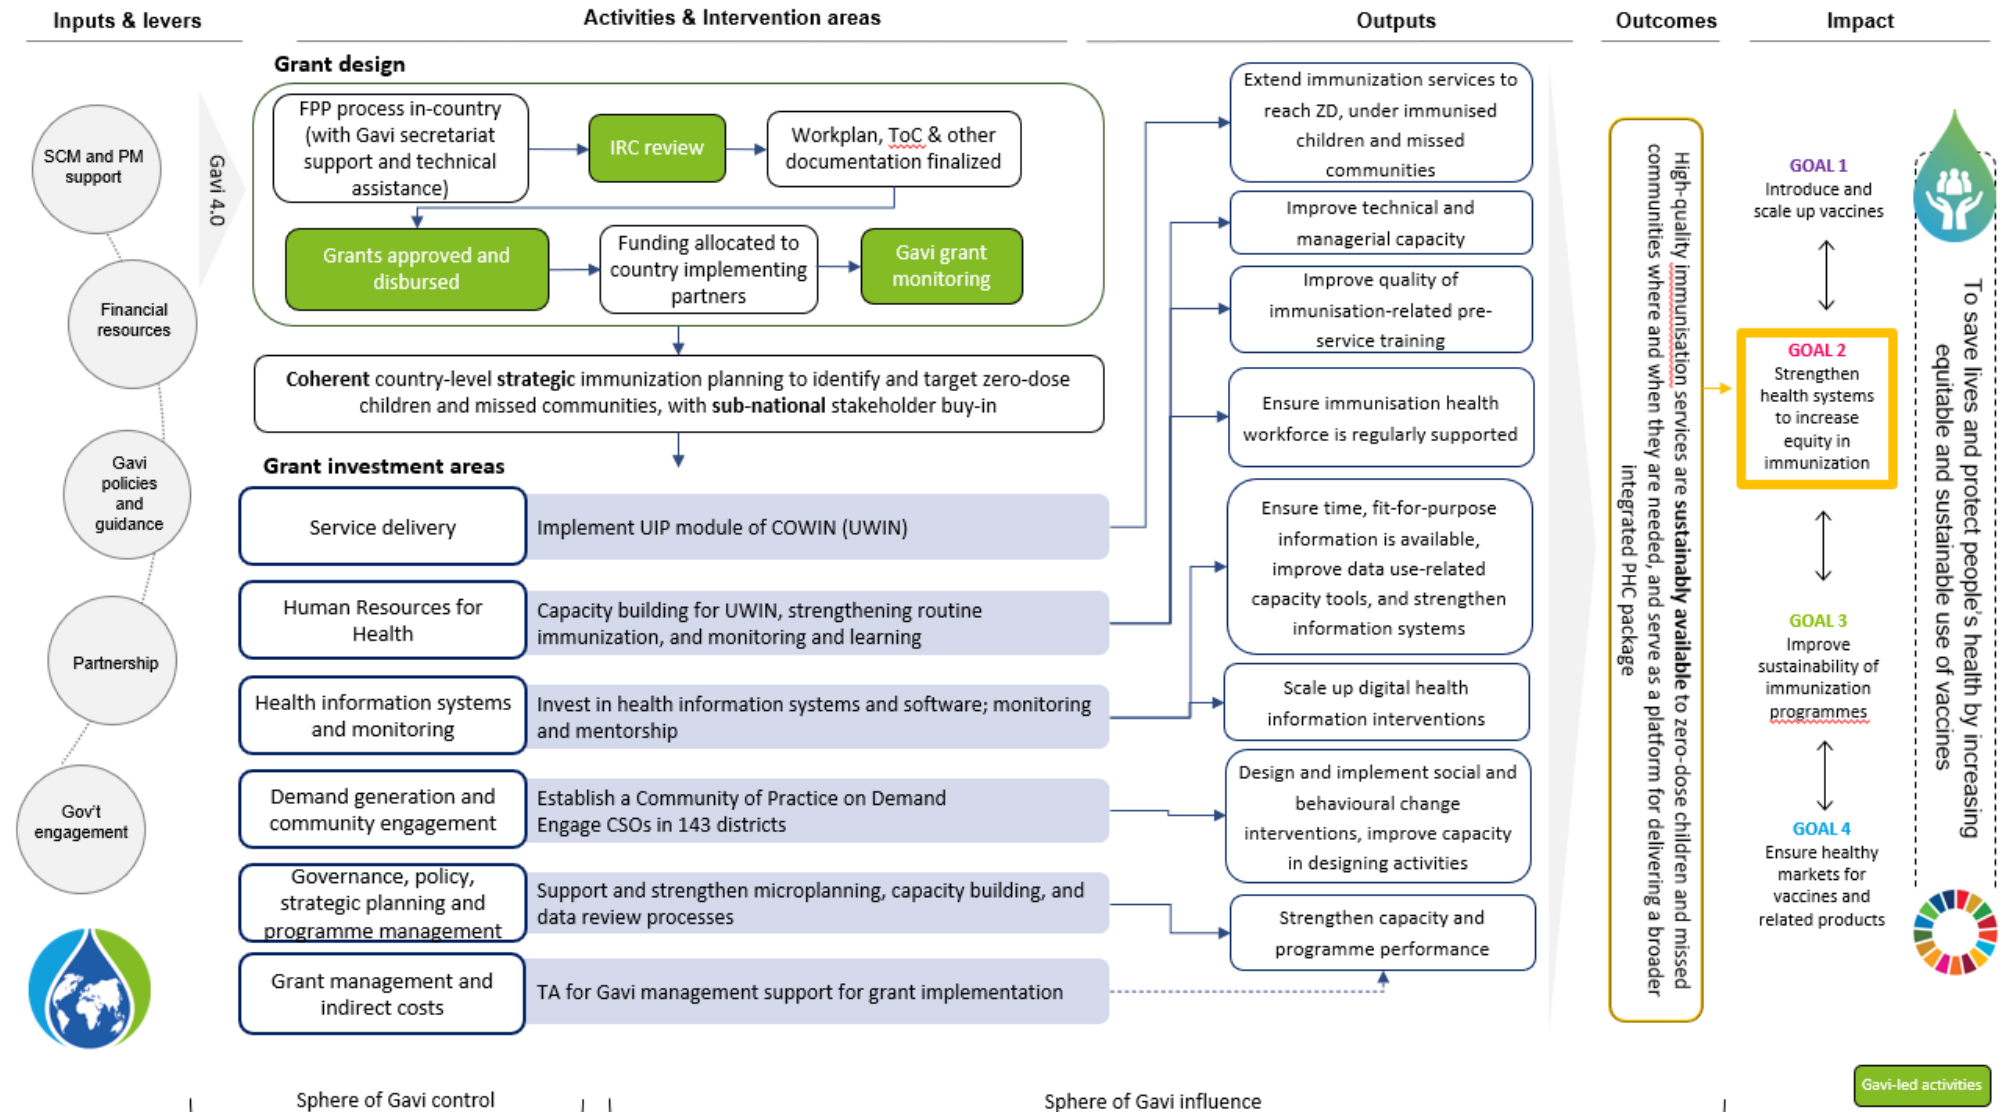 Inputs & levers
Activities & Intervention areas
Outputs
Outcomes
Impact
SCM and PM
support
Financial
resources
Gavi
policies
and
guidance
Partnership
Gov't
engagement
Gavi 4.0
Grant design
FPP process in-country
(with Gavi secretariat
support and technical
assistance)
IRC review
Workplan, ToC & other
documentation finalized
Grants approved and
disbursed
Funding allocated to
country implementing
partners
Gavi grant
monitoring
Coherent country-level strategic immunization planning to identify and target zero-dose
children and missed communities, with sub-national stakeholder buy-in
Grant investment areas
Service delivery
Implement UIP module of COWIN (UWIN)
Human Resources for
Health
Capacity building for UWIN, strengthening routine
immunization, and monitoring and learning
Health information systems
and monitoring
Invest in health information systems and software; monitoring
and mentorship
Demand generation and
community engagement
Establish a Community of Practice on Demand
Engage CSOs in 143 districts
Governance, policy,
strategic planning and
programme management
Support and strengthen microplanning, capacity building, and
data review processes
Grant management and
indirect costs
TA for Gavi management support for grant implementation
Extend immunization services to
reach ZD, under immunised
children and missed
communities
Improve technical and
managerial capacity
Improve quality of
immunisation-related pre-
service training
Ensure immunisation health
workforce is regularly supported
Ensure time, fit-for-purpose
information is available,
improve data use-related
capacity tools, and strengthen
information systems
Scale up digital health
information interventions
Design and implement social and
behavioural change
interventions, improve capacity
in designing activities
Strengthen capacity and
programme performance
High-quality immunisation services are sustainably available to zero-dose children and missed
communities where and when they are needed, and serve as a platform for delivering a broader
integrated PHC package
GOAL 1
Introduce and
scale up vaccines
GOAL 2
Strengthen
health systems
to increase
equity in
immunization
GOAL 3
Improve
sustainability of
immunization
programmes
GOAL 4
Ensure healthy
markets for
vaccines and
related products
To save lives and protect people's health by increasing
equitable and sustainable use of vaccines
Gavi-led activities
Sphere of Gavi control
Sphere of Gavi influence